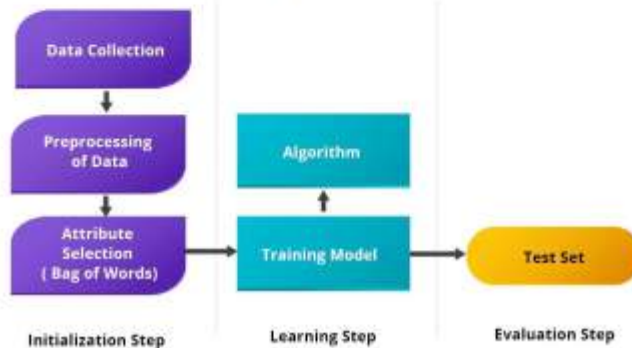 Data Collection
Preprocessing
of Data
Attribute
Selection
( Bag of Words)
Initialization Step
Algorithm
Training Model
Learning Step
Test Set
Evaluation Step